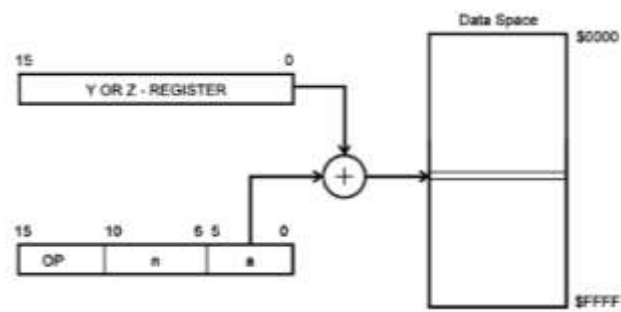 Data Space
$0000
15 0
Y OR Z - REGISTER
+
15 10 6 5 0
OP n a
$FFFF